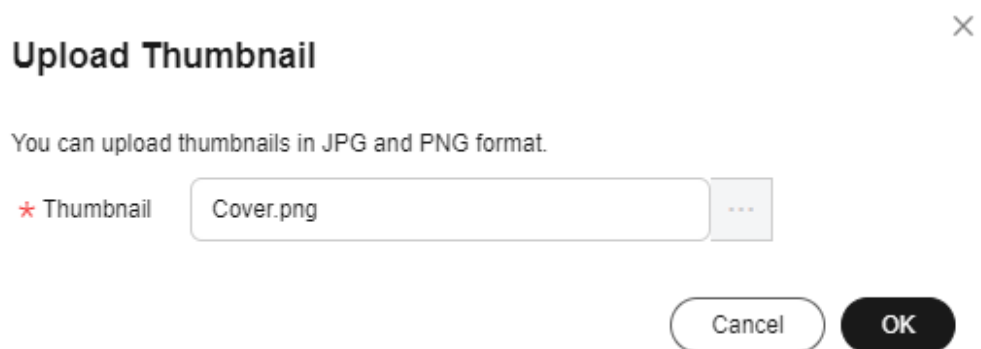 Upload Thumbnail
You can upload thumbnails in JPG and PNG format.
* Thumbnail Cover.png ...
Cancel OK